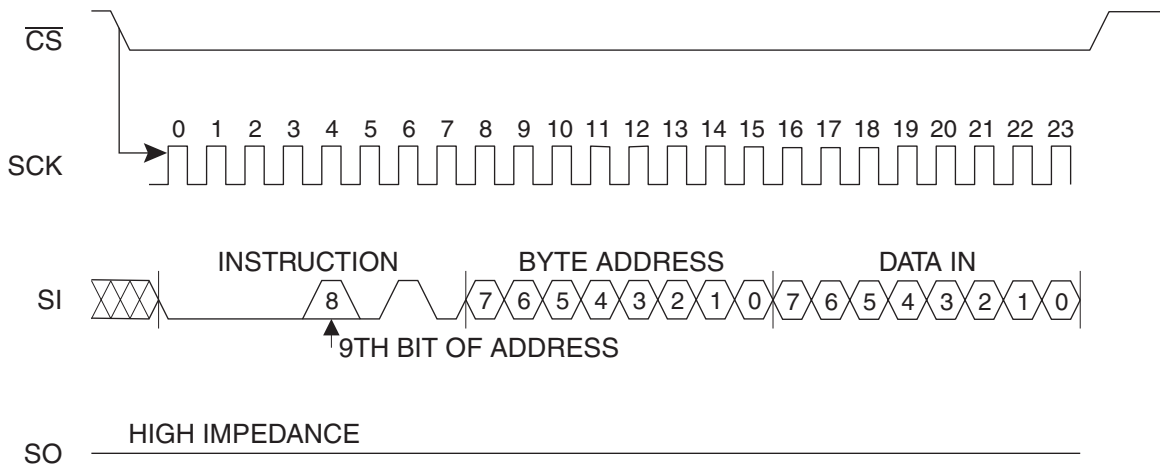 CS
0 1 2 3 4 5 6 7 8 9 10 11 12 13 14 15 16 17 18 19 20 21 22 23
SCK
INSTRUCTION BYTE ADDRESS DATA IN
SI 8 7 6 5 4 3 2 1 0 7 6 5 4 3 2 1 0
9TH BIT OF ADDRESS
HIGH IMPEDANCE
SO